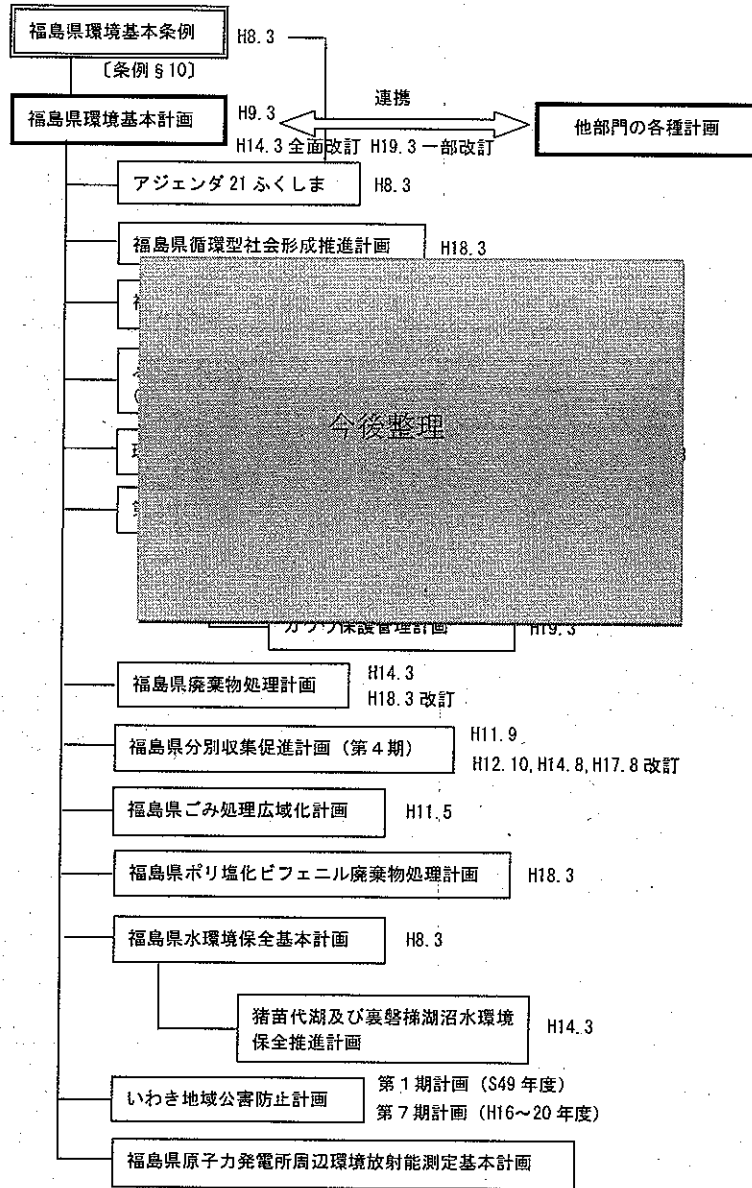 福島県環境基本条例
H8.3
〔条例§10〕
福島県環境基本計画
H9.3
連携
他部門の各種計画
H14.3 全面改訂 H19.3 一部改訂
アジェンダ21ふくしま
H8.3
福島県循環型社会形成推進計画
H18.3
今後整理
カワウ保護管理計画
H19.3
福島県廃棄物処理計画
H14.3
H18.3 改訂
福島県分別収集促進計画（第4期）
H11.9
H12.10, H14.8, H17.8 改訂
福島県ごみ処理広域化計画
H11.5
福島県ポリ塩化ビフェニル廃棄物処理計画
H18.3
福島県水環境保全基本計画
H8.3
猪苗代湖及び裏磐梯湖沼水環境
保全推進計画
H14.3
いわき地域公害防止計画
第1期計画（S49年度）
第7期計画（H16～20年度）
福島県原子力発電所周辺環境放射能測定基本計画